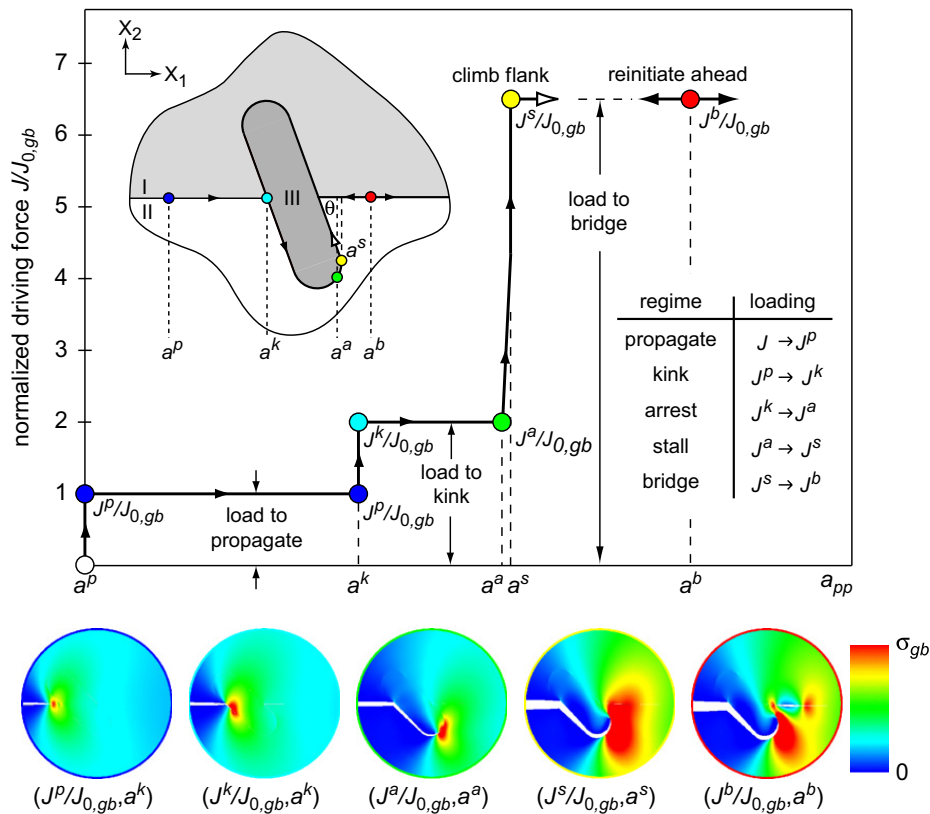 normalized driving force J/J0,gb
7
6
5
4
3
2
1
X2
X1
I
II
III
θ
a^s
a^p
a^k
a^a
a^b
climb flank
reinitiate ahead
J^s/J0,gb
J^b/J0,gb
load to
bridge
regime loading
propagate J → J^p
kink J^p → J^k
arrest J^k → J^a
stall J^a → J^s
bridge J^s → J^b
J^k/J0,gb
J^a/J0,gb
load to
kink
J^p/J0,gb
J^p/J0,gb
load to
propagate
a^p
a^k
a^a a^s
a^b
a_pp
σgb
0
(J^p/J0,gb,a^k)
(J^k/J0,gb,a^k)
(J^a/J0,gb,a^a)
(J^s/J0,gb,a^s)
(J^b/J0,gb,a^b)